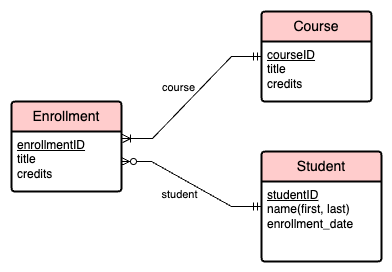 Course
courseID
title
credits
course
Enrollment
enrollmentID
title
credits
student
Student
studentID
name(first, last)
enrollment_date